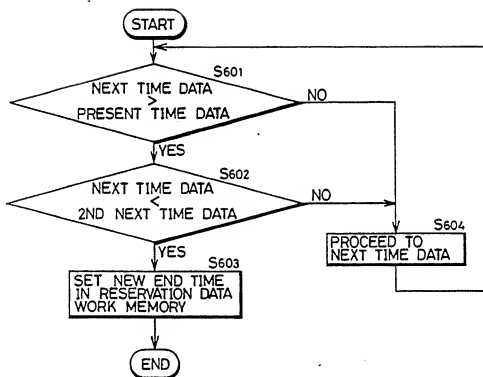 START
S601
NEXT TIME DATA
>
PRESENT TIME DATA
NO
YES
S602
NEXT TIME DATA
<
2ND NEXT TIME DATA
NO
YES
S603
SET NEW END TIME
IN RESERVATION DATA
WORK MEMORY
S604
PROCEED TO
NEXT TIME DATA
END